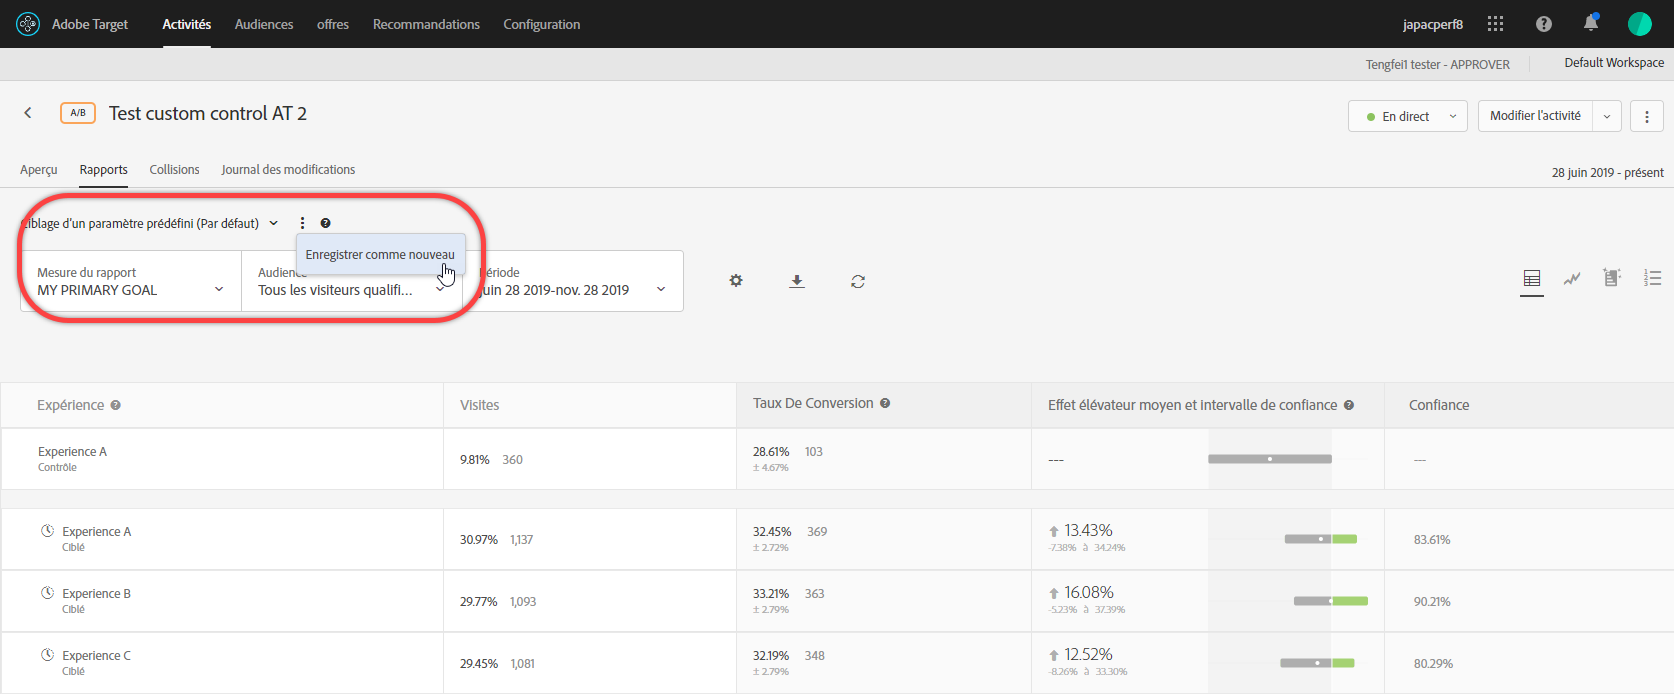 Adobe Target Activités Audiences offres Recommandations Configuration japacperf8
Tengfei1 tester - APPROVER Default Workspace
A/B Test custom control AT 2 En direct Modifier l'activité
Aperçu Rapports Collisions Journal des modifications 28 juin 2019 - présent
iblage d'un paramètre prédéfini (Par défaut)
Enregistrer comme nouveau
Mesure du rapport Audience ériode
MY PRIMARY GOAL Tous les visiteurs qualifi... juin 28 2019-nov. 28 2019
Expérience Visites Taux De Conversion Effet élévateur moyen et intervalle de confiance Confiance
Experience A 9.81% 360 28.61% 103 --- ---
Contrôle ± 4.67%
Experience A 30.97% 1,137 32.45% 369 13.43% 83.61%
Ciblé ± 2.72% -7.38% à 34.24%
Experience B 29.77% 1,093 33.21% 363 16.08% 90.21%
Ciblé ± 2.79% -5.23% à 37.39%
Experience C 29.45% 1,081 32.19% 348 12.52% 80.29%
Ciblé ± 2.79% -8.26% à 33.30%